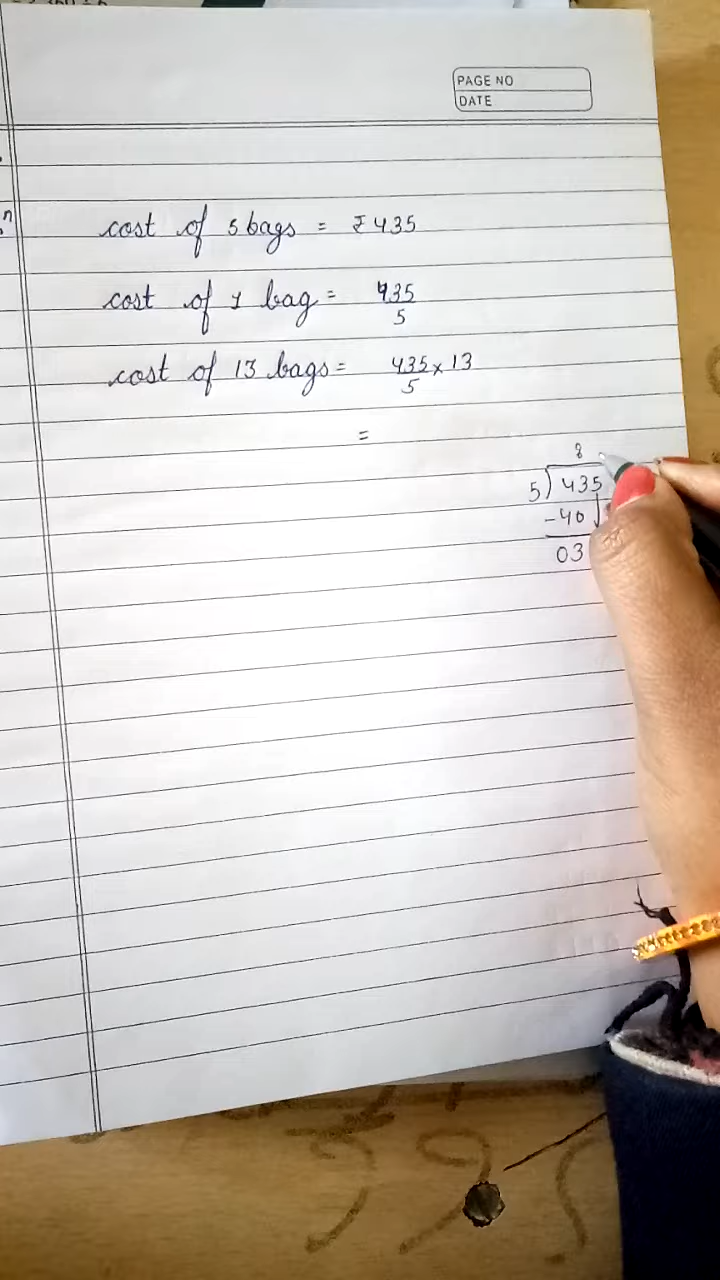 PAGE NO
DATE
cost of 5 bags = ₹ 435
cost of 1 bag = 435
5
cost of 13 bags = 435 × 13
5
=
8
5) 435
- 40
03